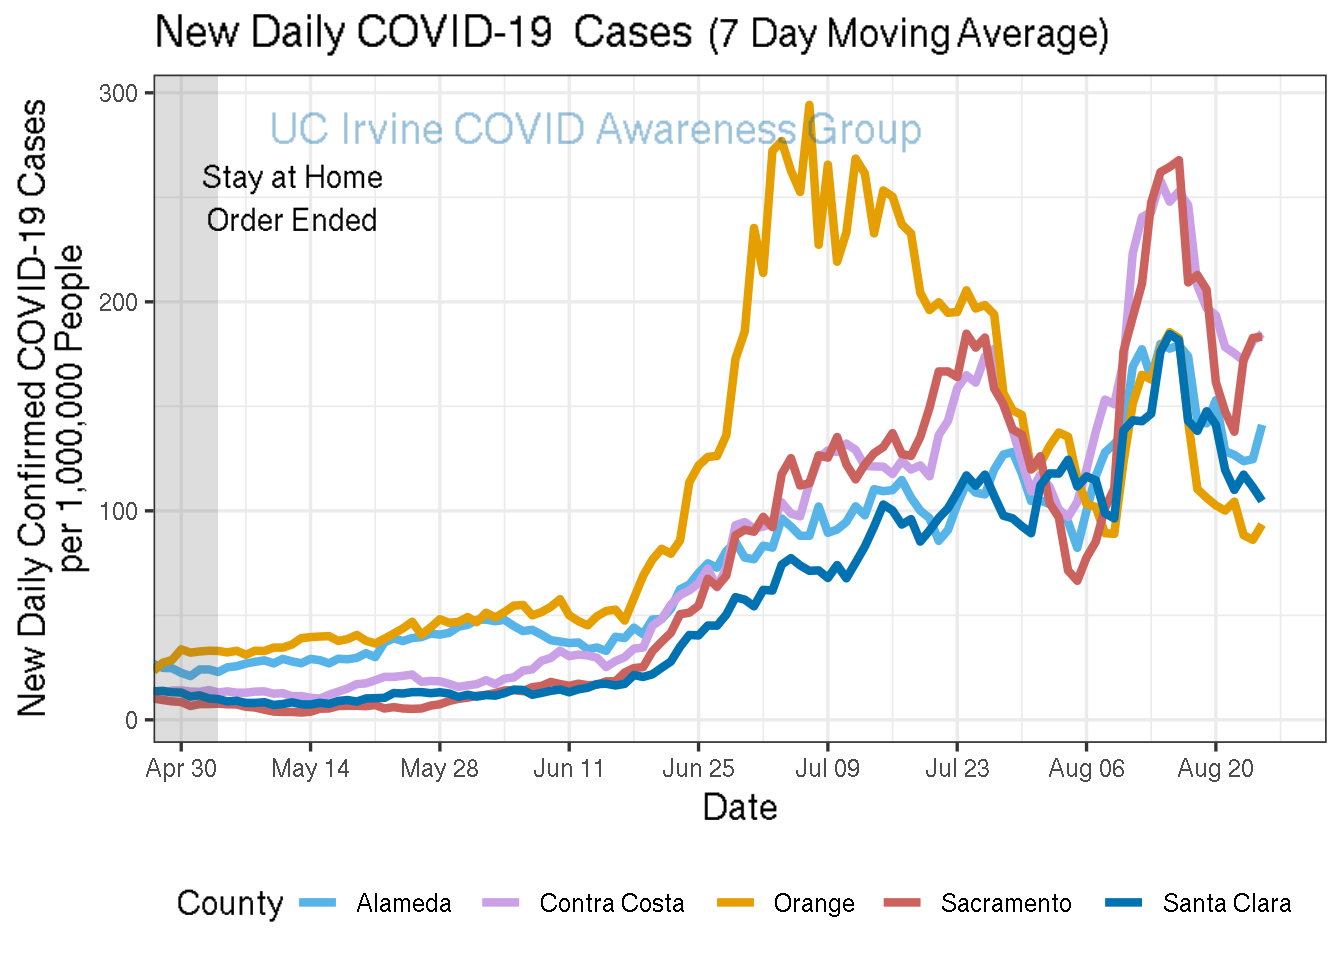 New Daily COVID-19 Cases (7 Day Moving Average)
New Daily Confirmed COVID-19 Cases
per 1,000,000 People
300
200
100
0
UC Irvine COVID Awareness Group
Stay at Home
Order Ended
Apr 30 May 14 May 28 Jun 11 Jun 25 Jul 09 Jul 23 Aug 06 Aug 20
Date
County Alameda Contra Costa Orange Sacramento Santa Clara